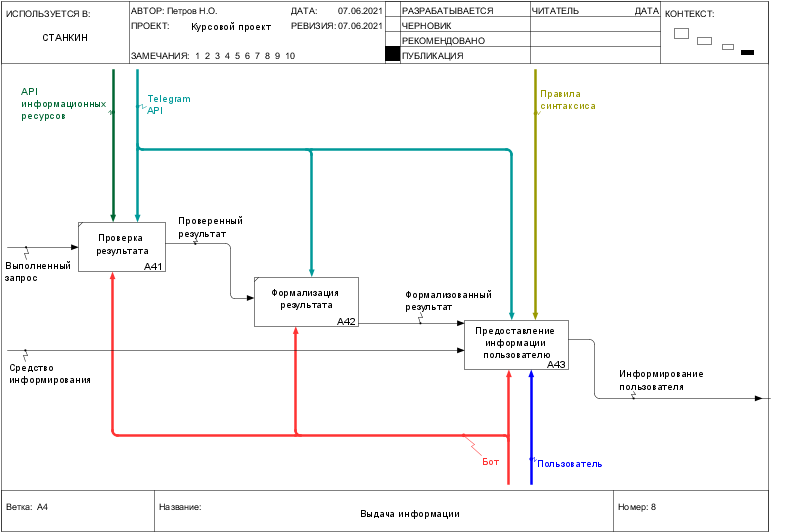 ИСПОЛЬЗУЕТСЯ В:
СТАНКИН
АВТОР: Петров Н.О.
ДАТА: 07.06.2021
ПРОЕКТ: Курсовой проект
РЕВИЗИЯ: 07.06.2021
ЗАМЕЧАНИЯ: 1 2 3 4 5 6 7 8 9 10
РАЗРАБАТЫВАЕТСЯ
ЧЕРНОВИК
РЕКОМЕНДОВАНО
ПУБЛИКАЦИЯ
ЧИТАТЕЛЬ
ДАТА
КОНТЕКСТ:
API
информационных
ресурсов
Telegram
API
Правила
синтаксиса
Проверка
результата
A41
Проверенный
результат
Выполненный
запрос
Формализация
результата
A42
Формализованный
результат
Предоставление
информации
пользователю
A43
Средство
информирования
Информирование
пользователя
Бот
Пользователь
Ветка: A4
Название:
Выдача информации
Номер: 8